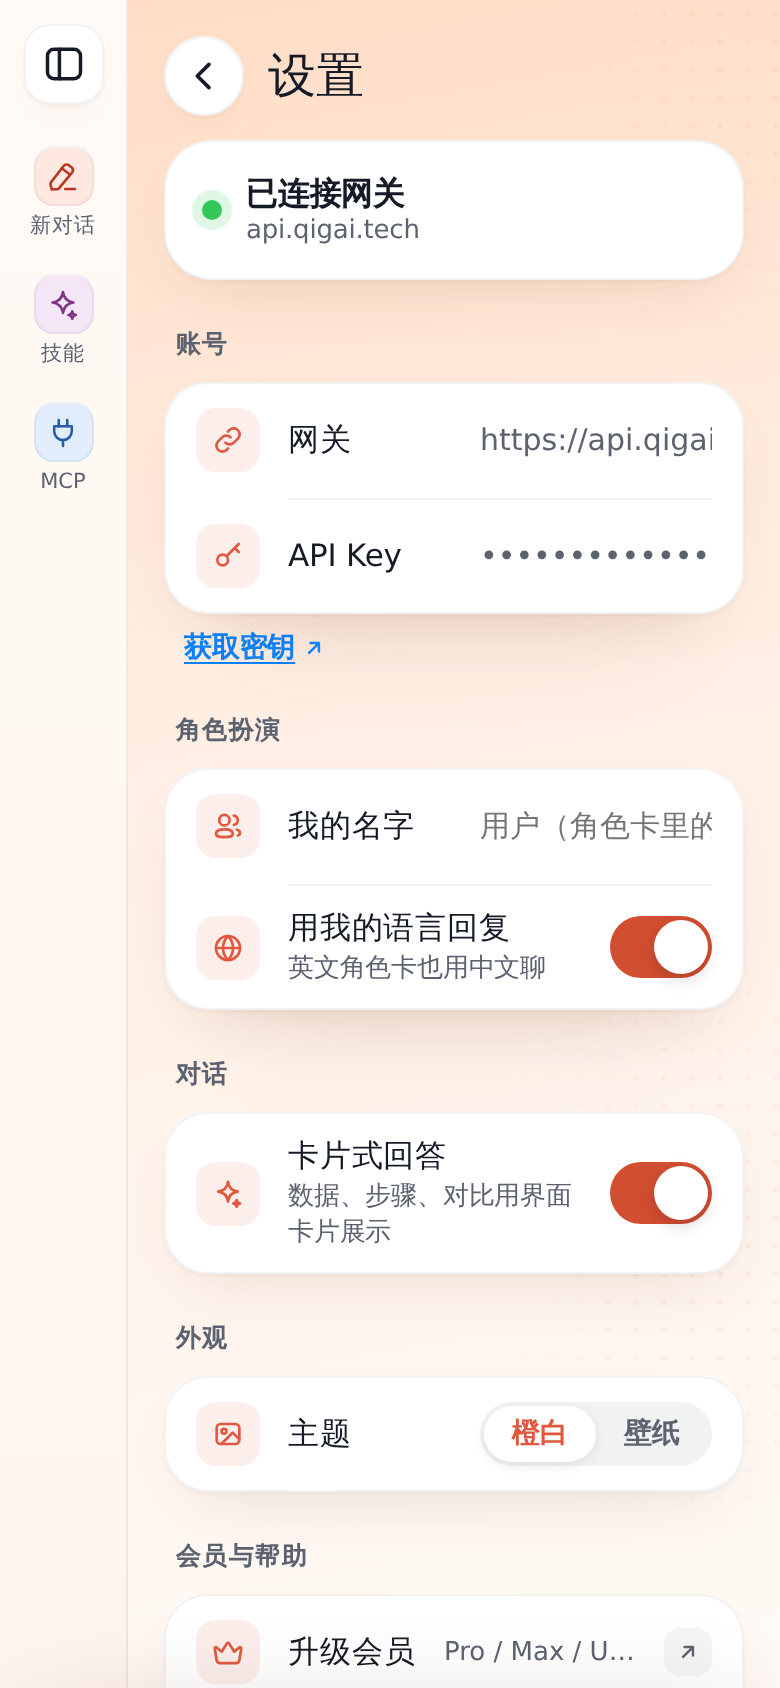 设置
新对话
技能
MCP
已连接网关
api.qigai.tech
账号
网关 https://api.qigai
API Key •••••••••••••
获取密钥
角色扮演
我的名字 用户（角色卡里的
用我的语言回复
英文角色卡也用中文聊
对话
卡片式回答
数据、步骤、对比用界面
卡片展示
外观
主题 橙白 壁纸
会员与帮助
升级会员 Pro / Max / U...